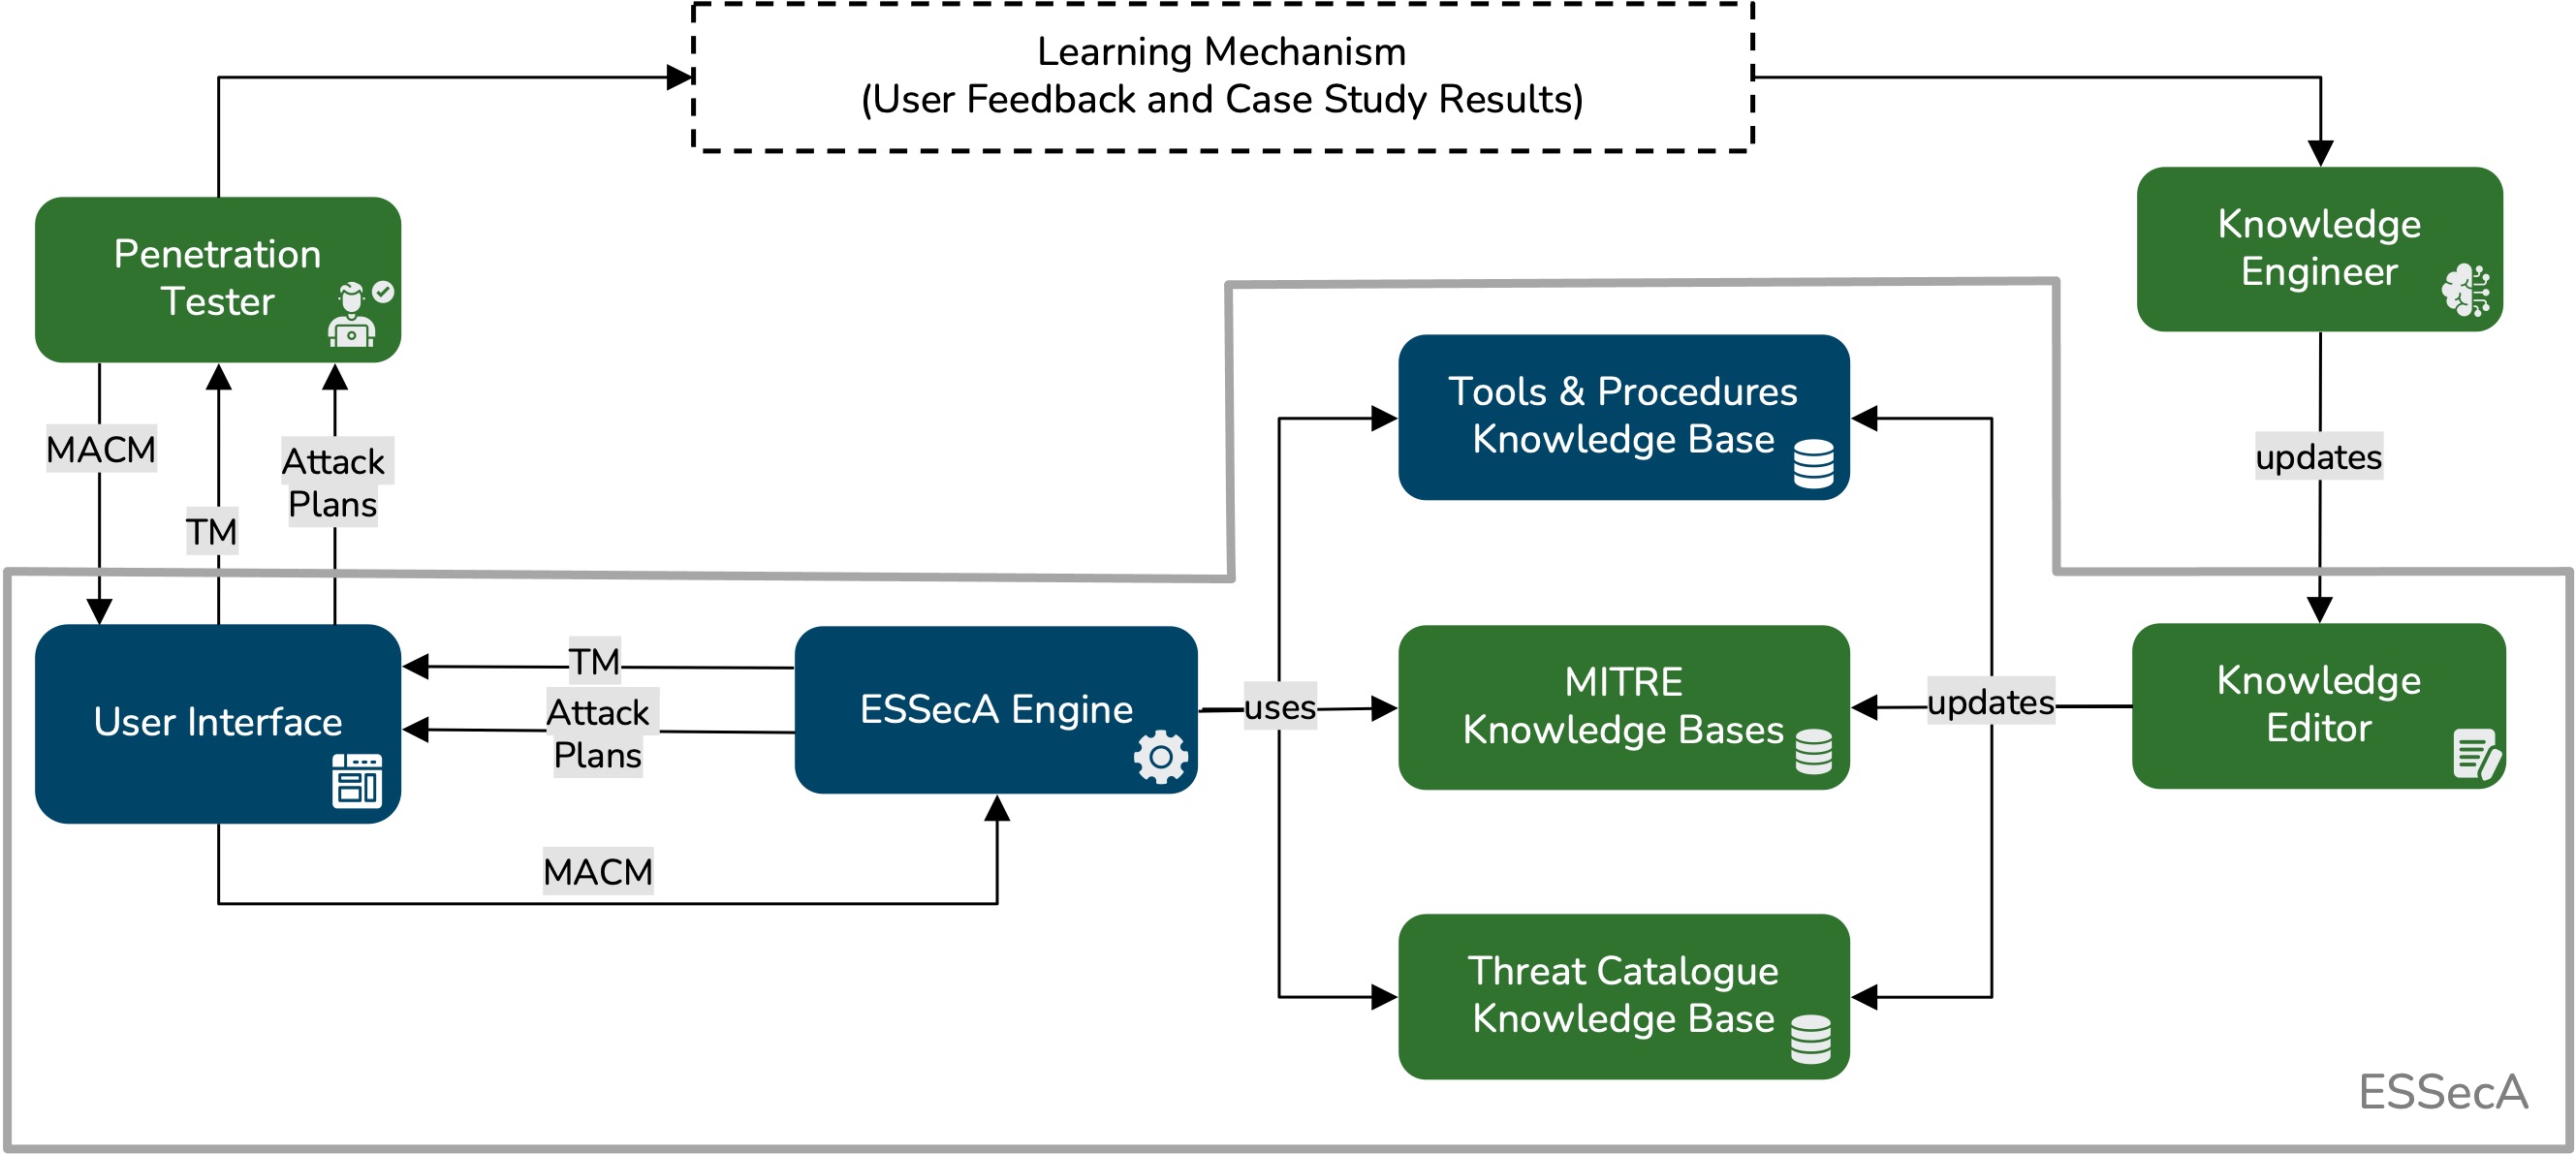 Learning Mechanism
(User Feedback and Case Study Results)
Penetration
Tester
Knowledge
Engineer
Tools & Procedures
Knowledge Base
MACM
Attack
Plans
TM
updates
User Interface
TM
Attack
Plans
ESSecA Engine
uses
MITRE
Knowledge Bases
updates
Knowledge
Editor
MACM
Threat Catalogue
Knowledge Base
ESSecA